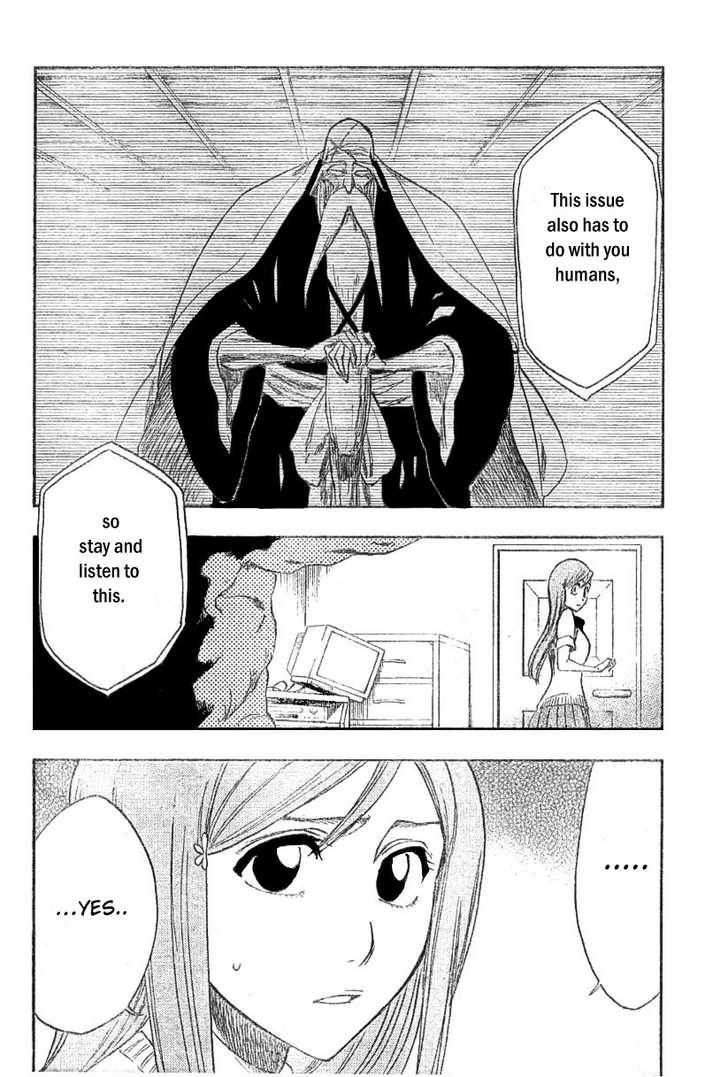 This issue
also has to
do with you
humans,
so
stay and
listen to
this.
.....
...YES..